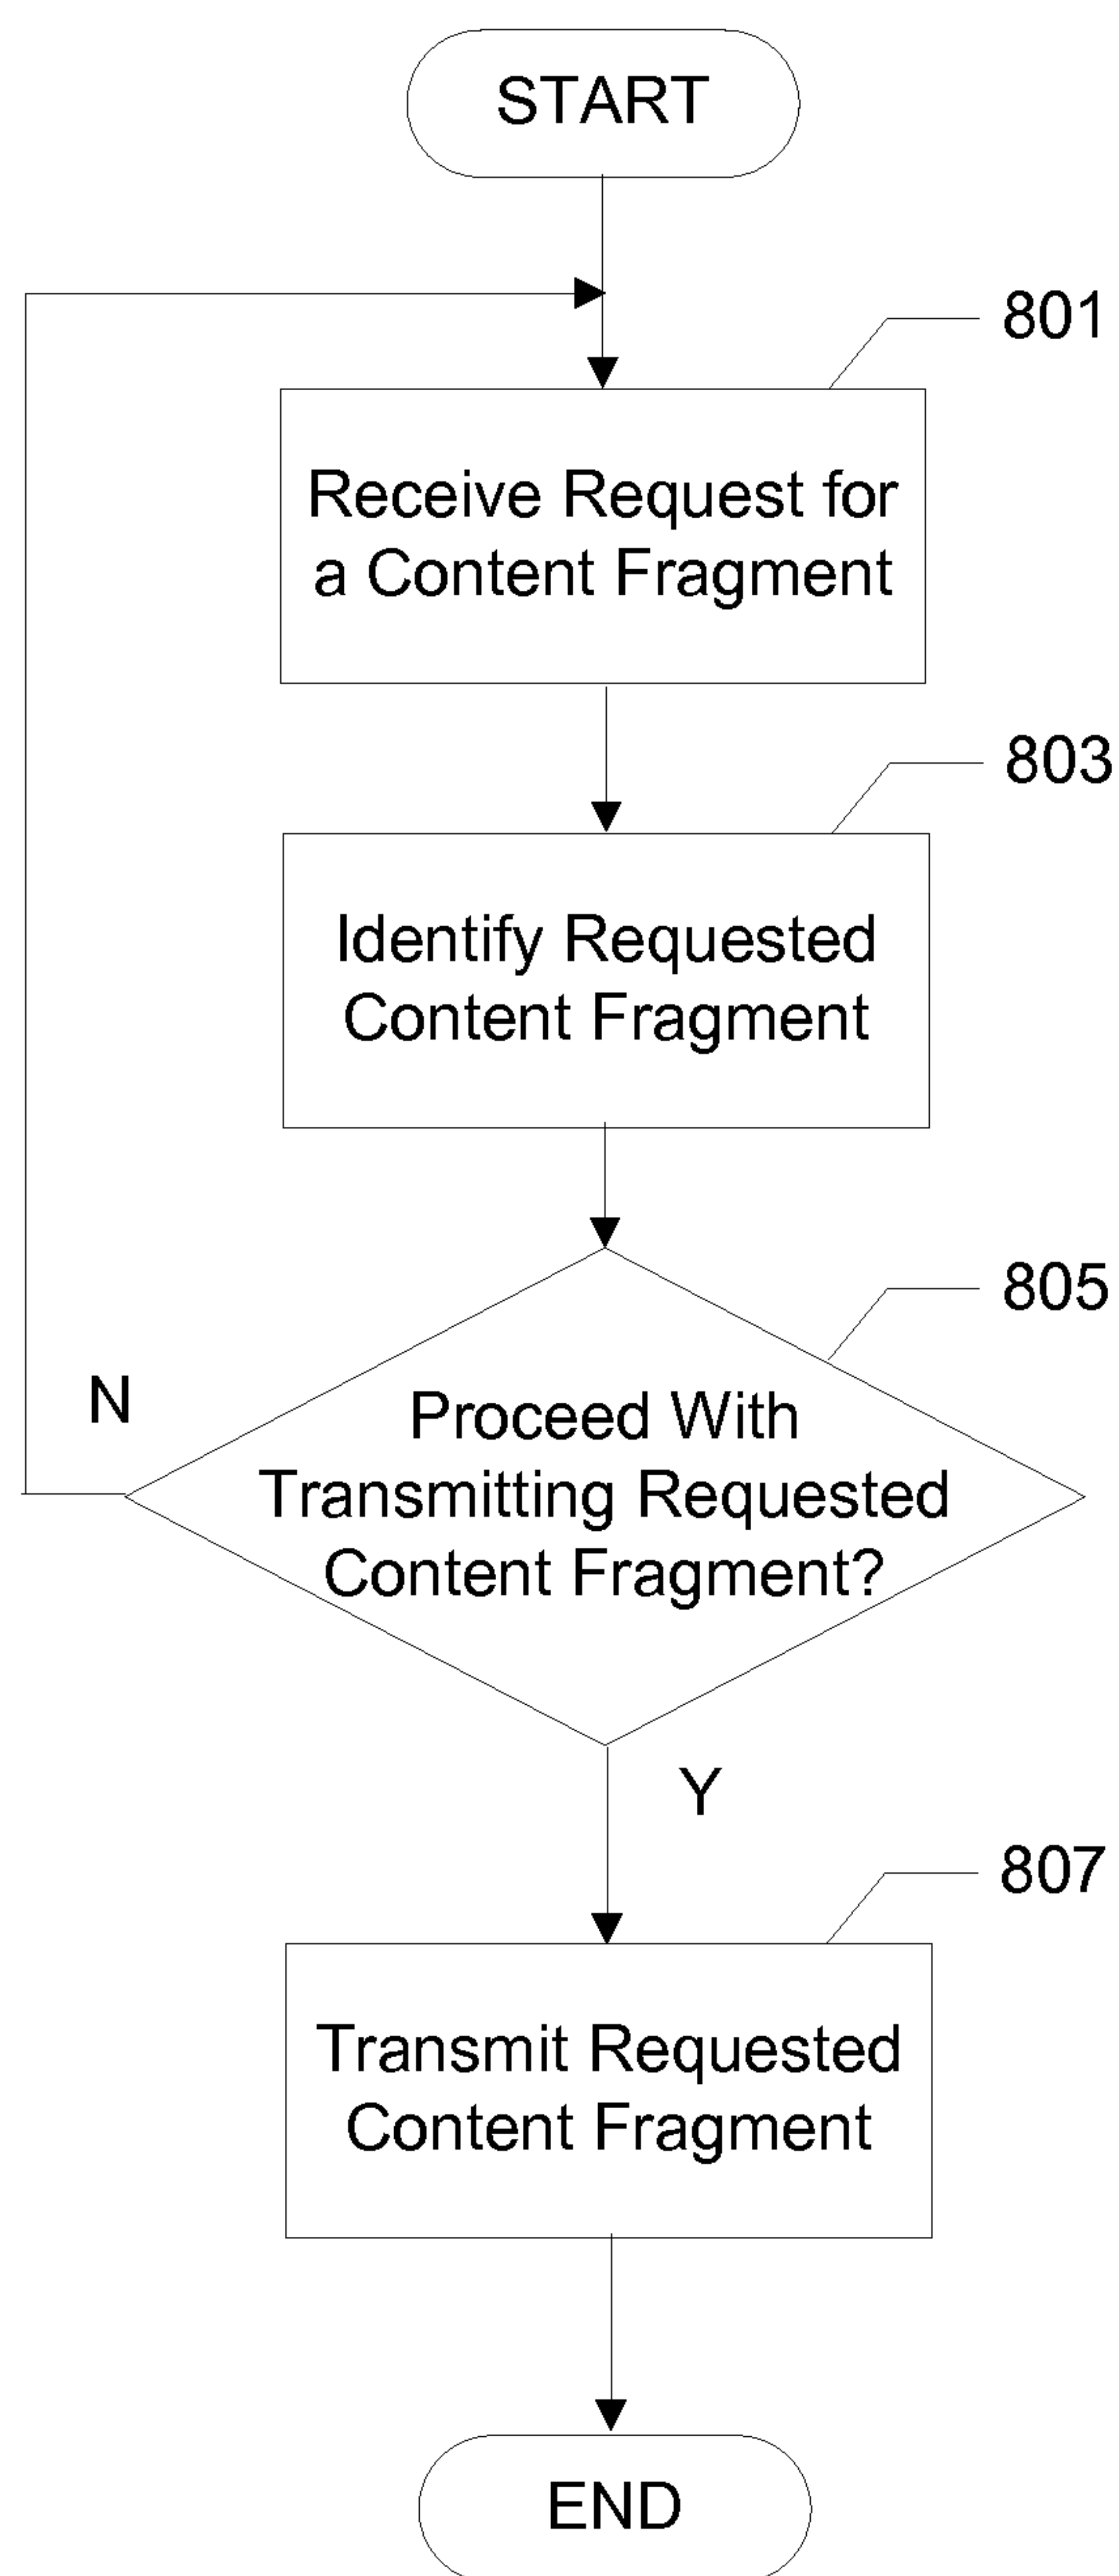 START
801
Receive Request for
a Content Fragment
803
Identify Requested
Content Fragment
805
N
Proceed With
Transmitting Requested
Content Fragment?
Y
807
Transmit Requested
Content Fragment
END